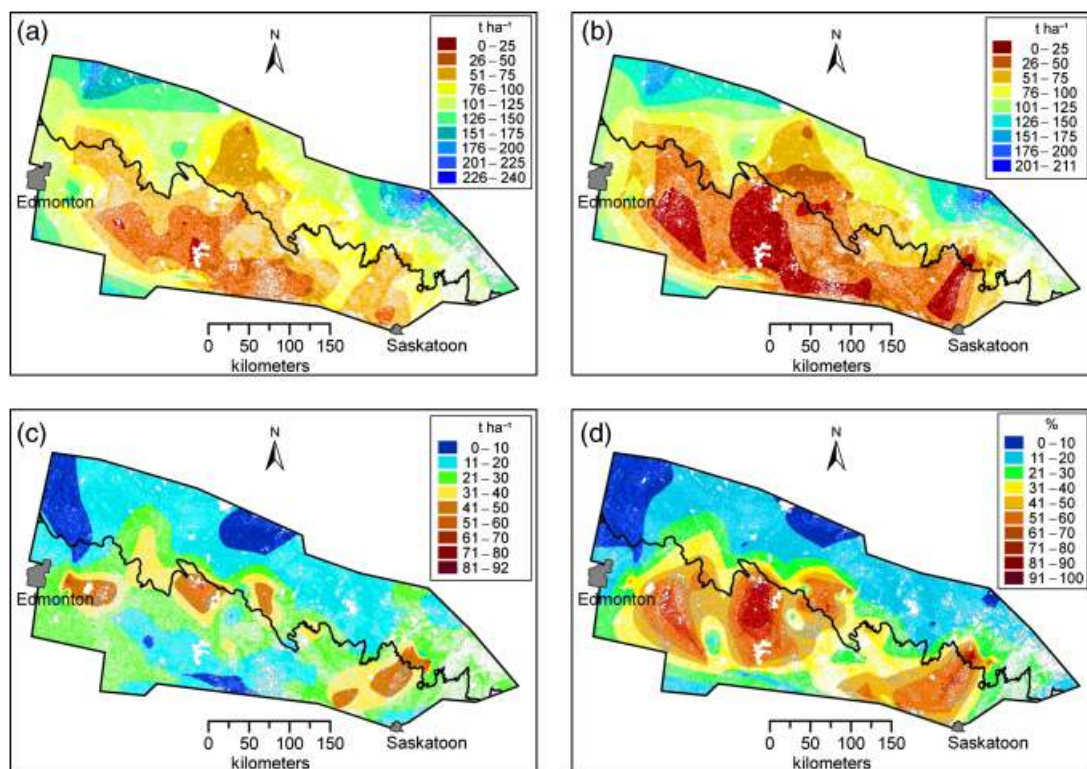 (a)
N
t ha⁻¹
0 – 25
26 – 50
51 – 75
76 – 100
101 – 125
126 – 150
151 – 175
176 – 200
201 – 225
226 – 240
Edmonton
Saskatoon
0 50 100 150
kilometers
(b)
N
t ha⁻¹
0 – 25
26 – 50
51 – 75
76 – 100
101 – 125
126 – 150
151 – 175
176 – 200
201 – 211
Edmonton
Saskatoon
0 50 100 150
kilometers
(c)
N
t ha⁻¹
0 – 10
11 – 20
21 – 30
31 – 40
41 – 50
51 – 60
61 – 70
71 – 80
81 – 92
Edmonton
Saskatoon
0 50 100 150
kilometers
(d)
N
%
0 – 10
11 – 20
21 – 30
31 – 40
41 – 50
51 – 60
61 – 70
71 – 80
81 – 90
91 – 100
Edmonton
Saskatoon
0 50 100 150
kilometers